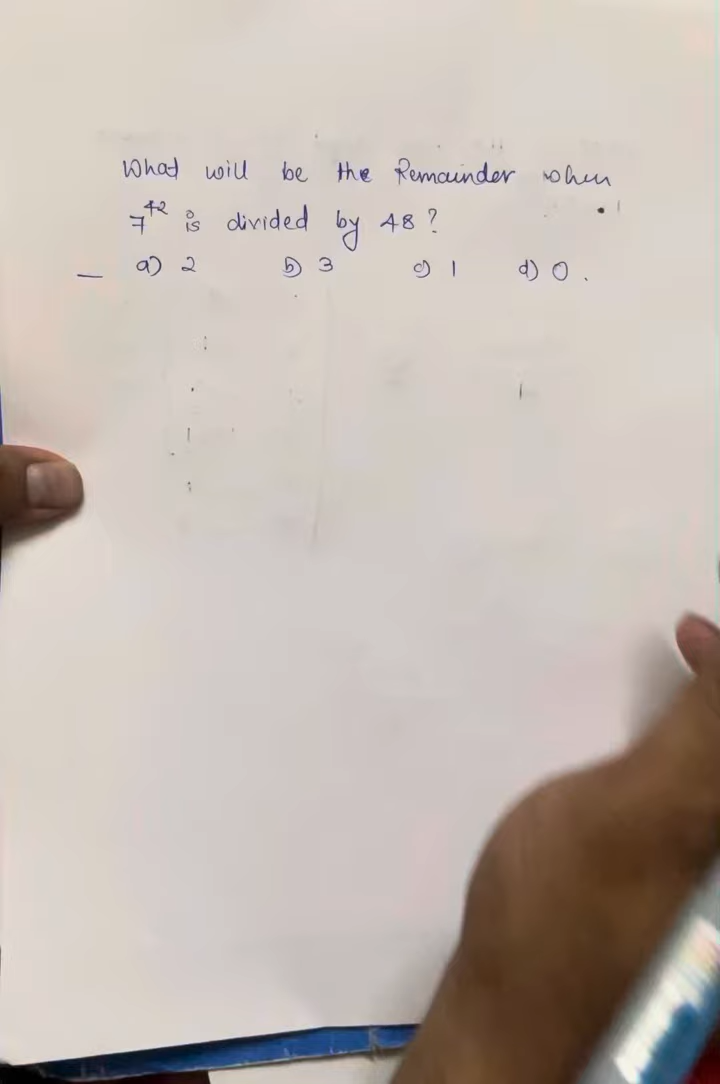 What will be the Remainder when
7^42 is divided by 48?
a) 2 b) 3 c) 1 d) 0.